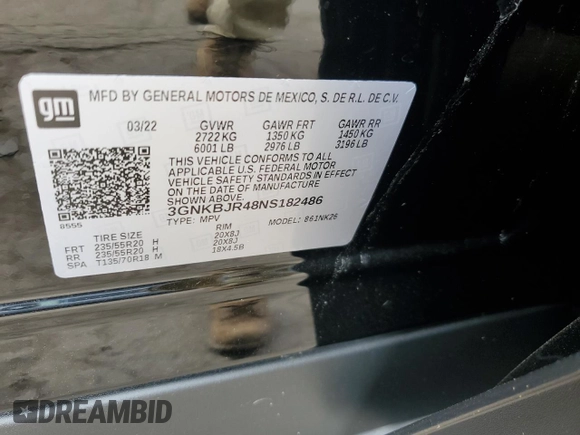 gm
MFD BY GENERAL MOTORS DE MEXICO, S. DE R.L. DE C.V.
03/22 GVWR GAWR FRT GAWR RR
2722 KG 1350 KG 1450 KG
6001 LB 2976 LB 3196 LB
THIS VEHICLE CONFORMS TO ALL
APPLICABLE U.S. FEDERAL MOTOR
VEHICLE SAFETY STANDARDS IN EFFECT
ON THE DATE OF MANUFACTURE
SHOWN ABOVE.
3GNKBJR48NS182486
8555 TYPE: MPV MODEL: 861NK26
TIRE SIZE RIM
FRT 235/55R20 H 20X8J
RR 235/55R20 H 20X8J
SPA T135/70R18 M 18X4.5B
DREAMBID